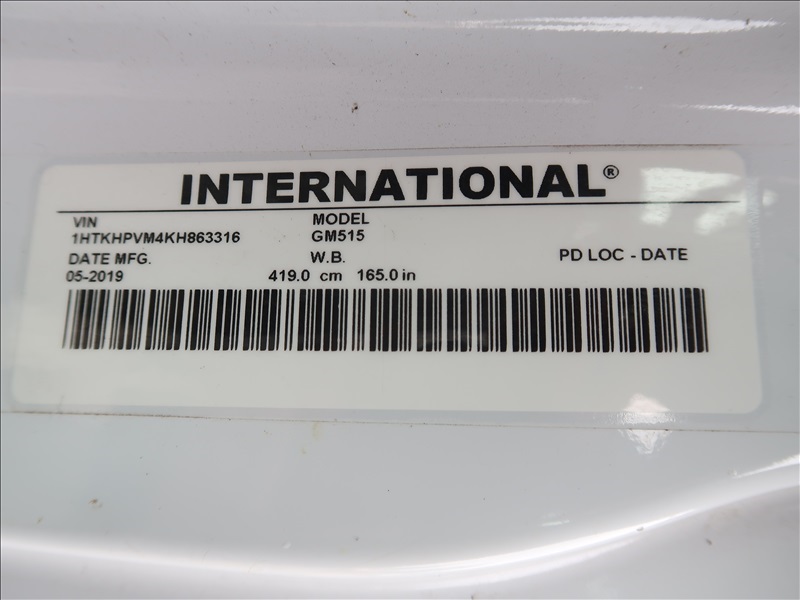 INTERNATIONAL®
VIN MODEL
1HTKHPVM4KH863316 GM515
DATE MFG. W.B. PD LOC - DATE
05-2019 419.0 cm 165.0 in